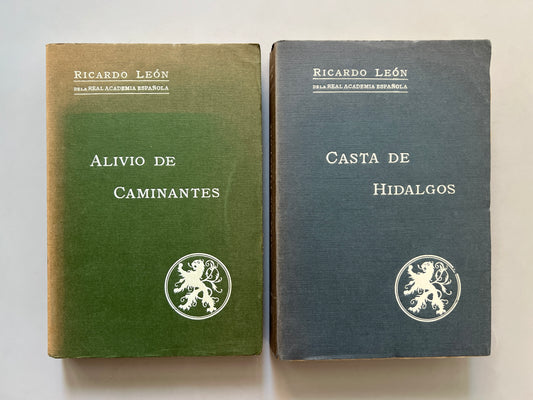 RICARDO LEÓN
DE LA REAL ACADEMIA ESPAÑOLA
ALIVIO DE
CAMINANTES
RICARDO LEÓN
DE LA REAL ACADEMIA ESPAÑOLA
CASTA DE
HIDALGOS